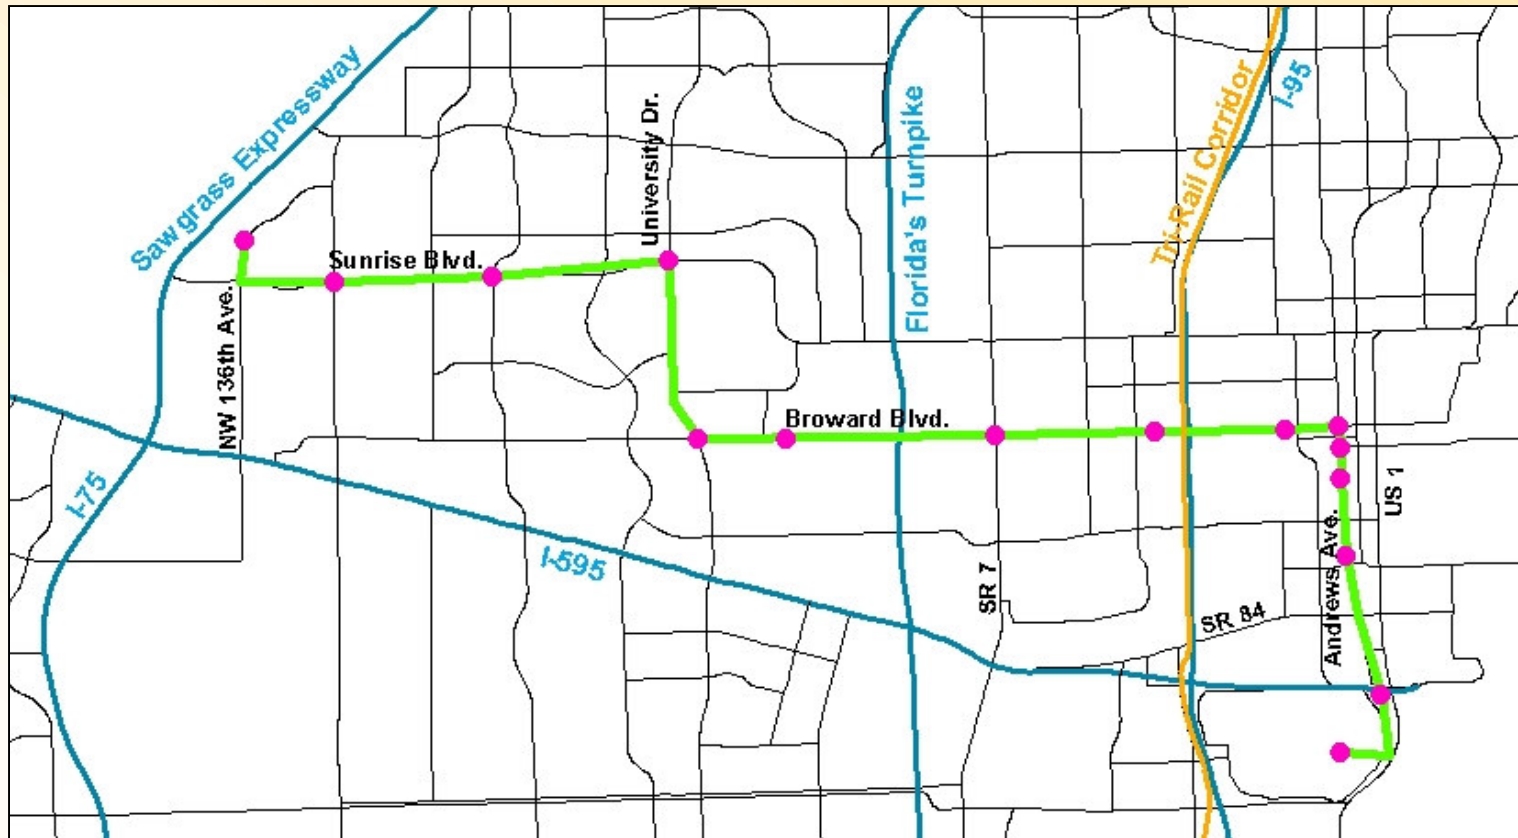 I-95
Tri-Rail Corridor
Sawgrass Expressway
University Dr.
Florida's Turnpike
Sunrise Blvd.
NW 136th Ave.
Broward Blvd.
I-75
US 1
I-595
SR 7
Andrews Ave.
SR 84